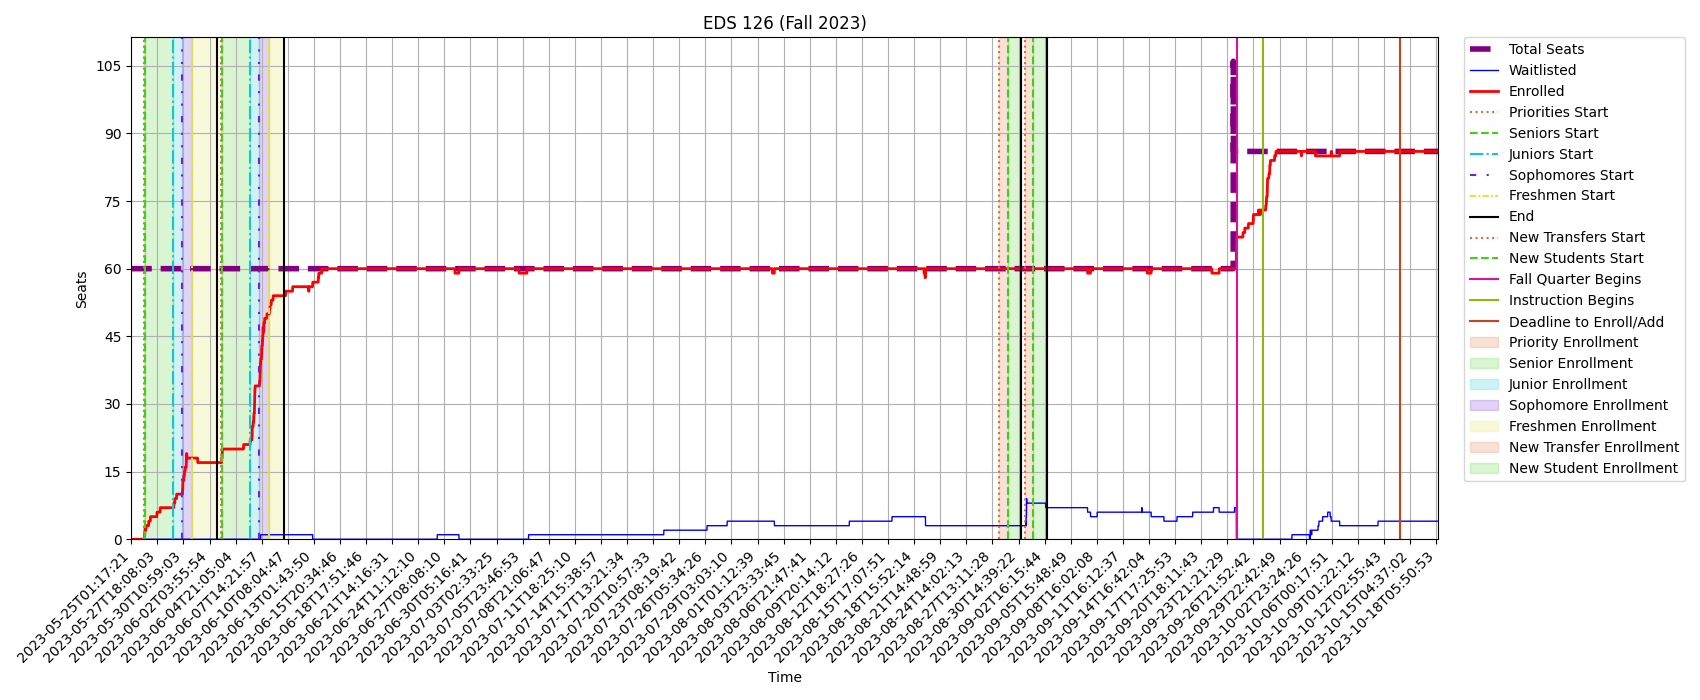 EDS 126 (Fall 2023)
Seats
105
90
75
60
45
30
15
0
2023-05-25T01:17:21
2023-05-27T18:08:03
2023-05-30T10:59:03
2023-06-02T03:55:54
2023-06-04T21:05:04
2023-06-07T14:21:57
2023-06-10T08:04:47
2023-06-13T01:43:50
2023-06-15T20:34:46
2023-06-18T17:51:46
2023-06-21T14:16:31
2023-06-24T11:12:10
2023-06-27T08:08:10
2023-06-30T05:16:41
2023-07-03T02:33:25
2023-07-05T23:46:53
2023-07-08T21:06:47
2023-07-11T18:25:10
2023-07-14T15:38:57
2023-07-17T13:21:34
2023-07-20T10:57:33
2023-07-23T08:19:42
2023-07-26T05:34:26
2023-07-29T03:03:10
2023-08-01T01:12:39
2023-08-03T23:33:45
2023-08-06T21:47:41
2023-08-09T20:14:12
2023-08-12T18:27:26
2023-08-15T17:07:51
2023-08-18T15:52:14
2023-08-21T14:48:59
2023-08-24T14:02:13
2023-08-27T13:11:28
2023-08-30T14:39:22
2023-09-02T16:15:44
2023-09-05T15:48:49
2023-09-08T16:02:08
2023-09-11T16:12:37
2023-09-14T16:42:04
2023-09-17T17:25:53
2023-09-20T18:11:43
2023-09-23T21:21:29
2023-09-26T21:52:42
2023-09-29T22:42:49
2023-10-02T23:24:26
2023-10-06T00:17:51
2023-10-09T01:22:12
2023-10-12T02:55:43
2023-10-15T04:37:02
2023-10-18T05:50:53
Time
Total Seats
Waitlisted
Enrolled
Priorities Start
Seniors Start
Juniors Start
Sophomores Start
Freshmen Start
End
New Transfers Start
New Students Start
Fall Quarter Begins
Instruction Begins
Deadline to Enroll/Add
Priority Enrollment
Senior Enrollment
Junior Enrollment
Sophomore Enrollment
Freshmen Enrollment
New Transfer Enrollment
New Student Enrollment